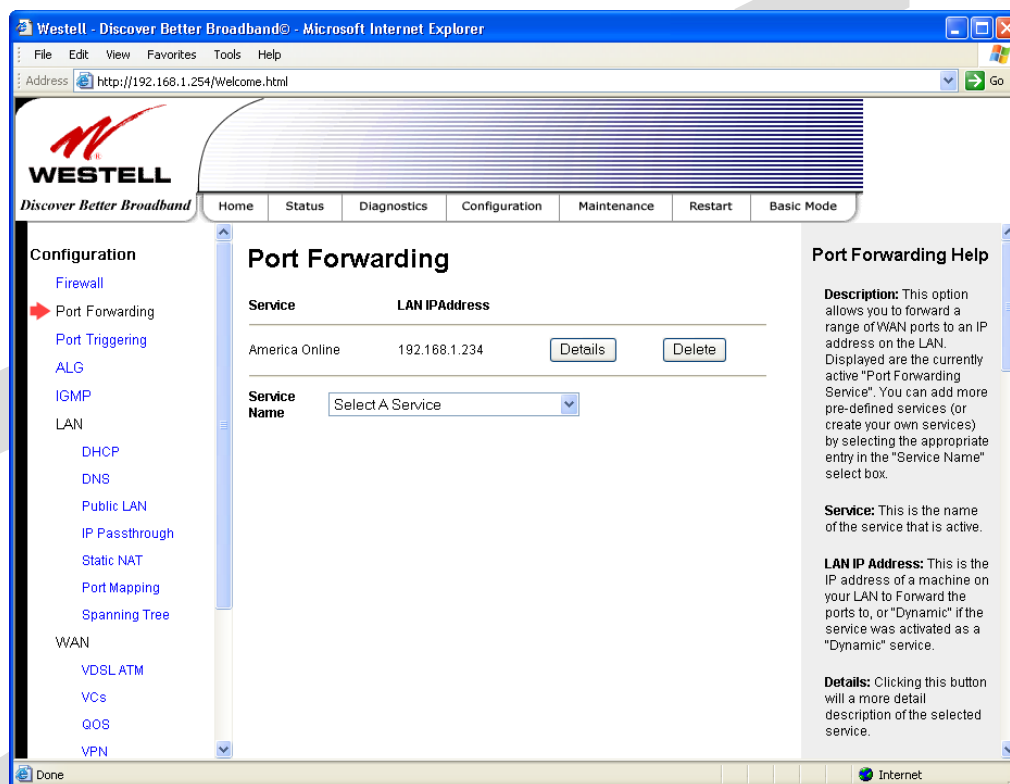 Westell - Discover Better Broadband© - Microsoft Internet Explorer
File Edit View Favorites Tools Help
Address http://192.168.1.254/Welcome.html Go
WESTELL
®
Discover Better Broadband
Home Status Diagnostics Configuration Maintenance Restart Basic Mode
Configuration
Firewall
Port Forwarding
Port Triggering
ALG
IGMP
LAN
DHCP
DNS
Public LAN
IP Passthrough
Static NAT
Port Mapping
Spanning Tree
WAN
VDSL ATM
VCs
QOS
VPN
Port Forwarding
Service LAN IPAddress
America Online 192.168.1.234 Details Delete
Service
Name
Select A Service
Port Forwarding Help
Description: This option
allows you to forward a
range of WAN ports to an IP
address on the LAN.
Displayed are the currently
active "Port Forwarding
Service". You can add more
pre-defined services (or
create your own services)
by selecting the appropriate
entry in the "Service Name"
select box.
Service: This is the name
of the service that is active.
LAN IP Address: This is the
IP address of a machine on
your LAN to Forward the
ports to, or "Dynamic" if the
service was activated as a
"Dynamic" service.
Details: Clicking this button
will a more detail
description of the selected
service.
Done Internet